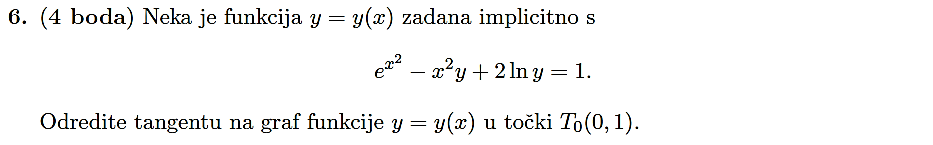 6. (4 boda) Neka je funkcija y = y(x) zadana implicitno s
e^{x^2} − x^2y + 2 ln y = 1.
Odredite tangentu na graf funkcije y = y(x) u točki T_0(0, 1).